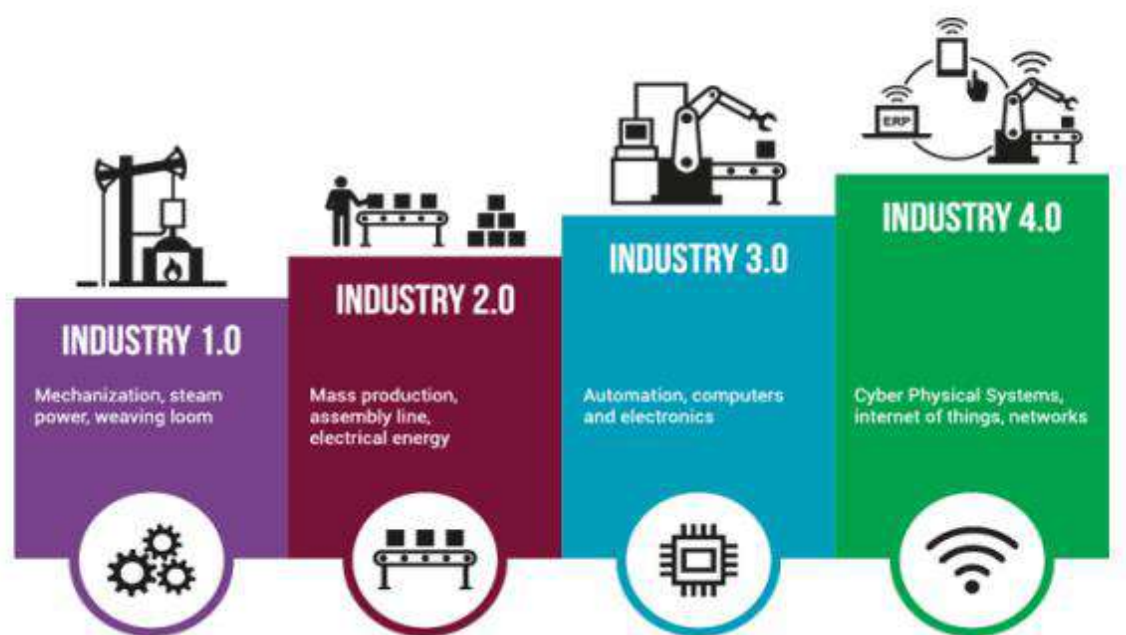 ERP
INDUSTRY 1.0
Mechanization, steam
power, weaving loom
INDUSTRY 2.0
Mass production,
assembly line,
electrical energy
INDUSTRY 3.0
Automation, computers
and electronics
INDUSTRY 4.0
Cyber Physical Systems,
internet of things, networks